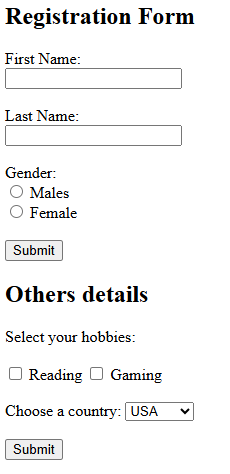 Registration Form
First Name:
Last Name:
Gender:
Males
Female
Submit
Others details
Select your hobbies:
Reading Gaming
Choose a country: USA
Submit